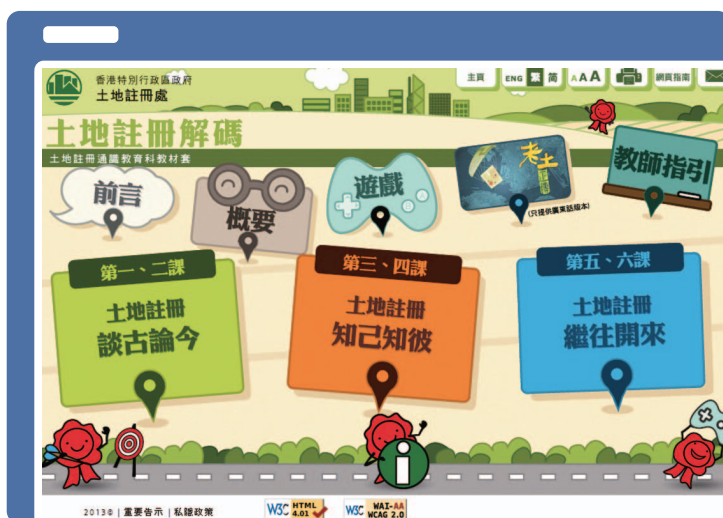 香港特別行政區政府
土地註冊處
主頁
ENG 繁 简
A A A
網頁指南
土地註冊解碼
土地註冊通識教育科教材套
前言
概要
遊戲
老土
(只提供廣東話版本)
教師指引
第一、二課
土地註冊
談古論今
第三、四課
土地註冊
知己知彼
第五、六課
土地註冊
繼往開來
i
2013© | 重要告示 | 私隱政策
W3C HTML 4.01
W3C WAI-AA WCAG 2.0